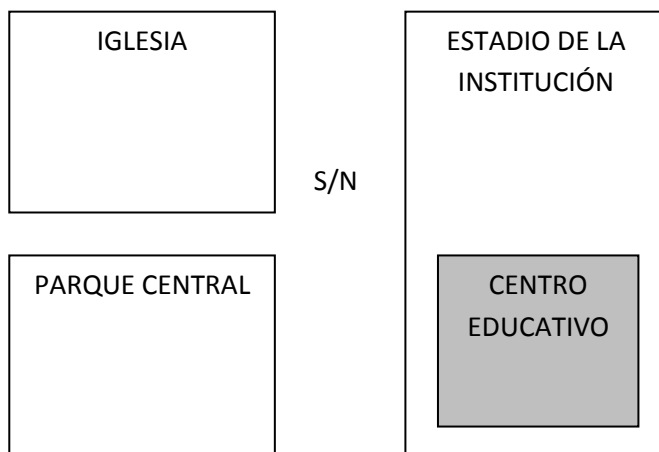 IGLESIA
ESTADIO DE LA
INSTITUCIÓN
S/N
PARQUE CENTRAL
CENTRO
EDUCATIVO